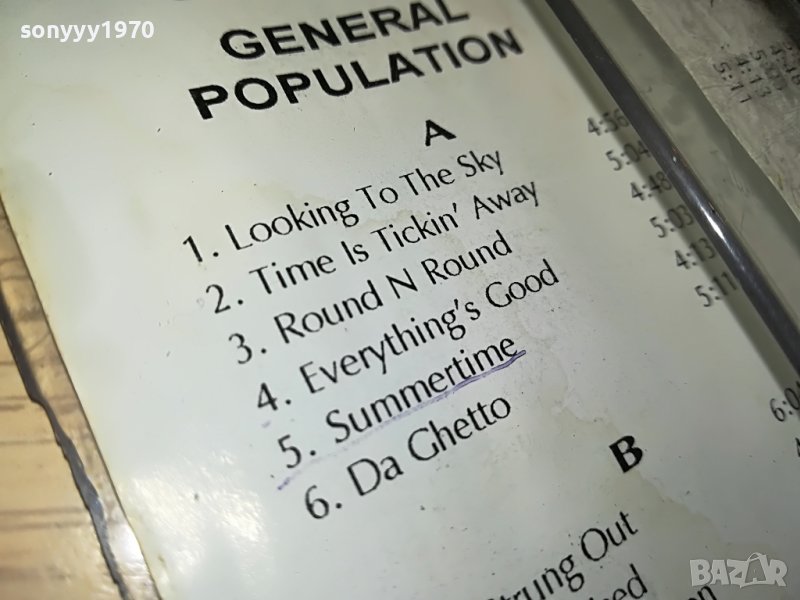 sonyyy1970
GENERAL
POPULATION
A
1. Looking To The Sky 4:56
2. Time Is Tickin' Away 5:04
3. Round N Round 4:48
4. Everything's Good 5:03
5. Summertime 4:13
6. Da Ghetto 5:11
B
Strung Out
BAZAR